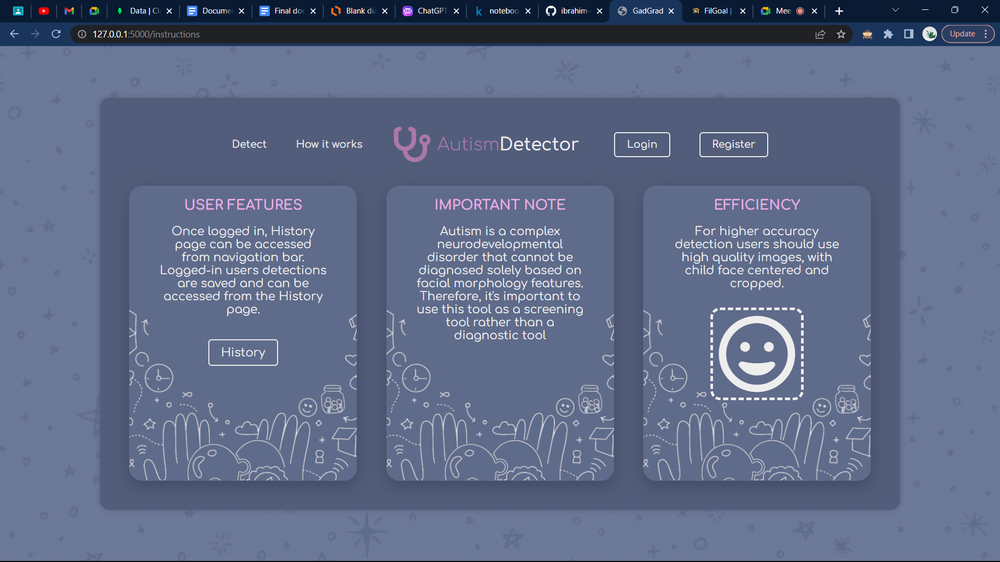 Data | Cl
Docume
Final doc
Blank dia
ChatGPT
noteboo
ibrahim-
GadGrad
FilGoal |
Mee
127.0.0.1:5000/instructions
Update
Detect
How it works
AutismDetector
Login
Register
USER FEATURES
Once logged in, History
page can be accessed
from navigation bar.
Logged-in users detections
are saved and can be
accessed from the History
page.
History
IMPORTANT NOTE
Autism is a complex
neurodevelopmental
disorder that cannot be
diagnosed solely based on
facial morphology features.
Therefore, it's important to
use this tool as a screening
tool rather than a
diagnostic tool
EFFICIENCY
For higher accuracy
detection users should use
high quality images, with
child face centered and
cropped.